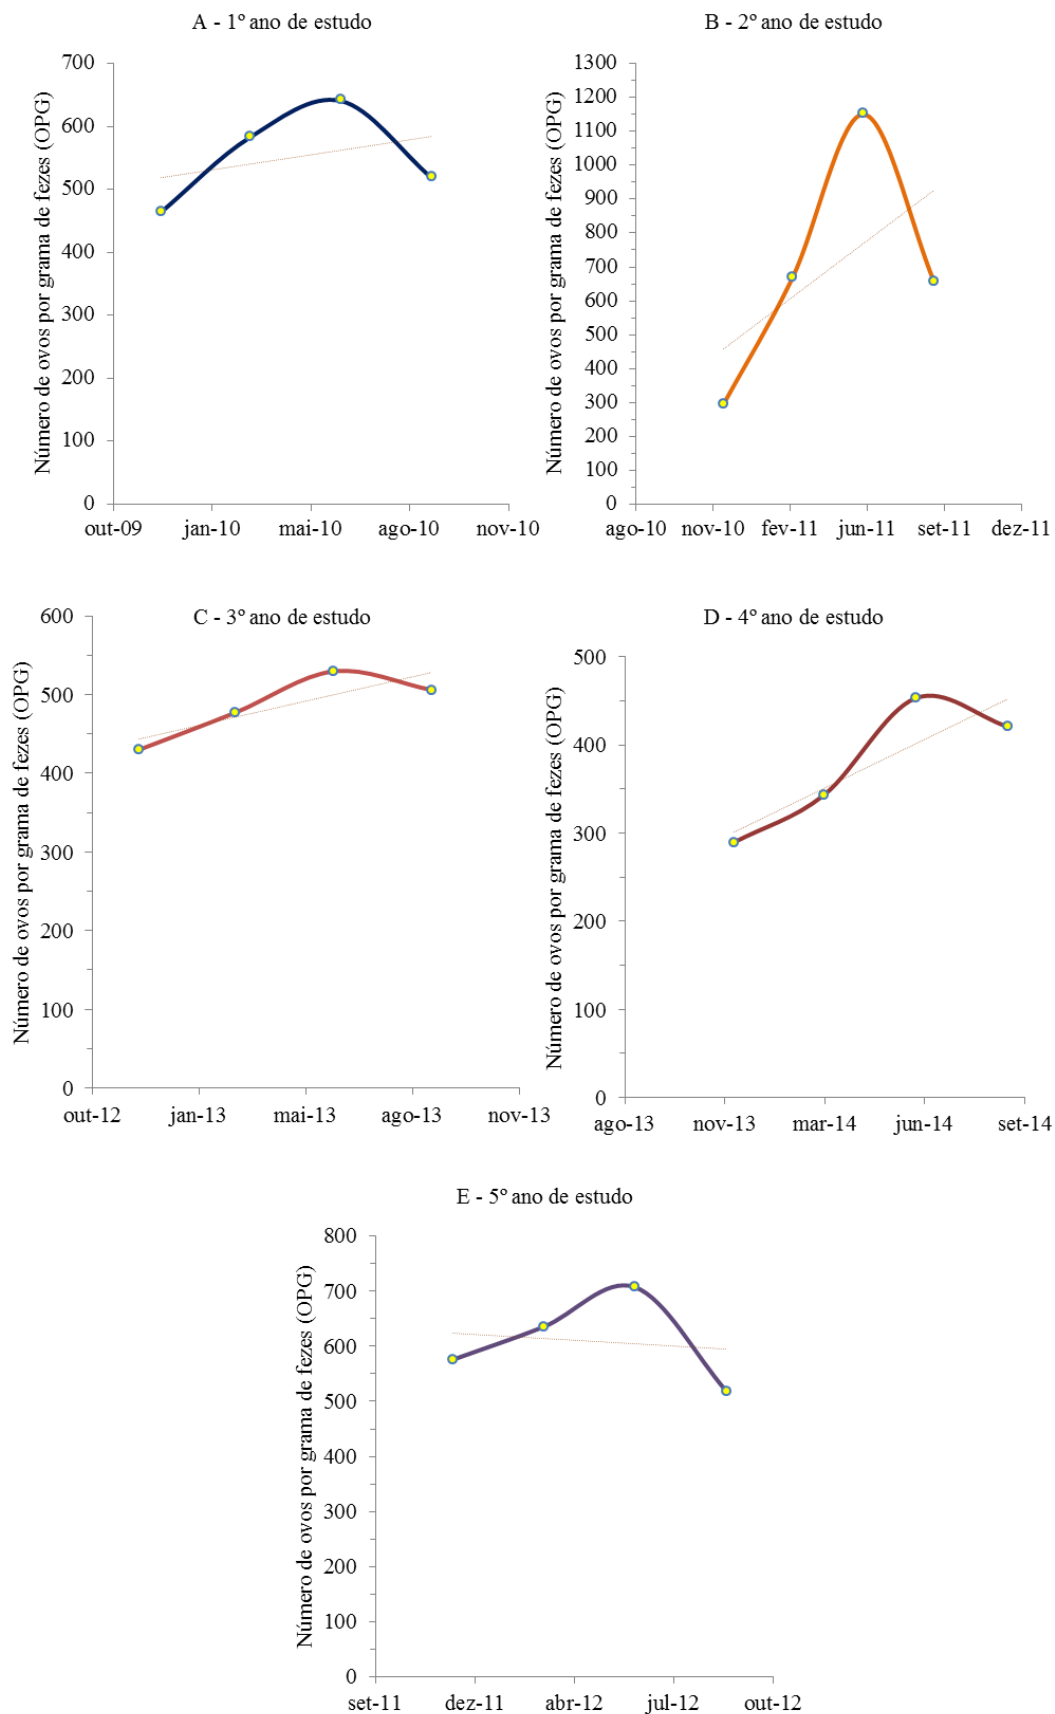 A - 1º ano de estudo
Número de ovos por grama de fezes (OPG)
700
600
500
400
300
200
100
0
out-09 jan-10 mai-10 ago-10 nov-10
B - 2º ano de estudo
Número de ovos por grama de fezes (OPG)
1300
1200
1100
1000
900
800
700
600
500
400
300
200
100
0
ago-10 nov-10 fev-11 jun-11 set-11 dez-11
C - 3º ano de estudo
Número de ovos por grama de fezes (OPG)
600
500
400
300
200
100
0
out-12 jan-13 mai-13 ago-13 nov-13
D - 4º ano de estudo
Número de ovos por grama de fezes (OPG)
500
400
300
200
100
0
ago-13 nov-13 mar-14 jun-14 set-14
E - 5º ano de estudo
Número de ovos por grama de fezes (OPG)
800
700
600
500
400
300
200
100
0
set-11 dez-11 abr-12 jul-12 out-12